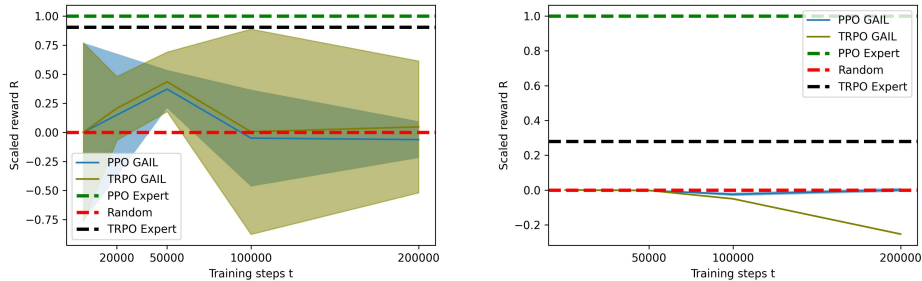 1.00
0.75
0.50
0.25
0.00
−0.25
−0.50
−0.75
Scaled reward R
PPO GAIL
TRPO GAIL
PPO Expert
Random
TRPO Expert
20000
50000
100000
200000
Training steps t
1.0
0.8
0.6
0.4
0.2
0.0
−0.2
Scaled reward R
PPO GAIL
TRPO GAIL
PPO Expert
Random
TRPO Expert
50000
100000
200000
Training steps t